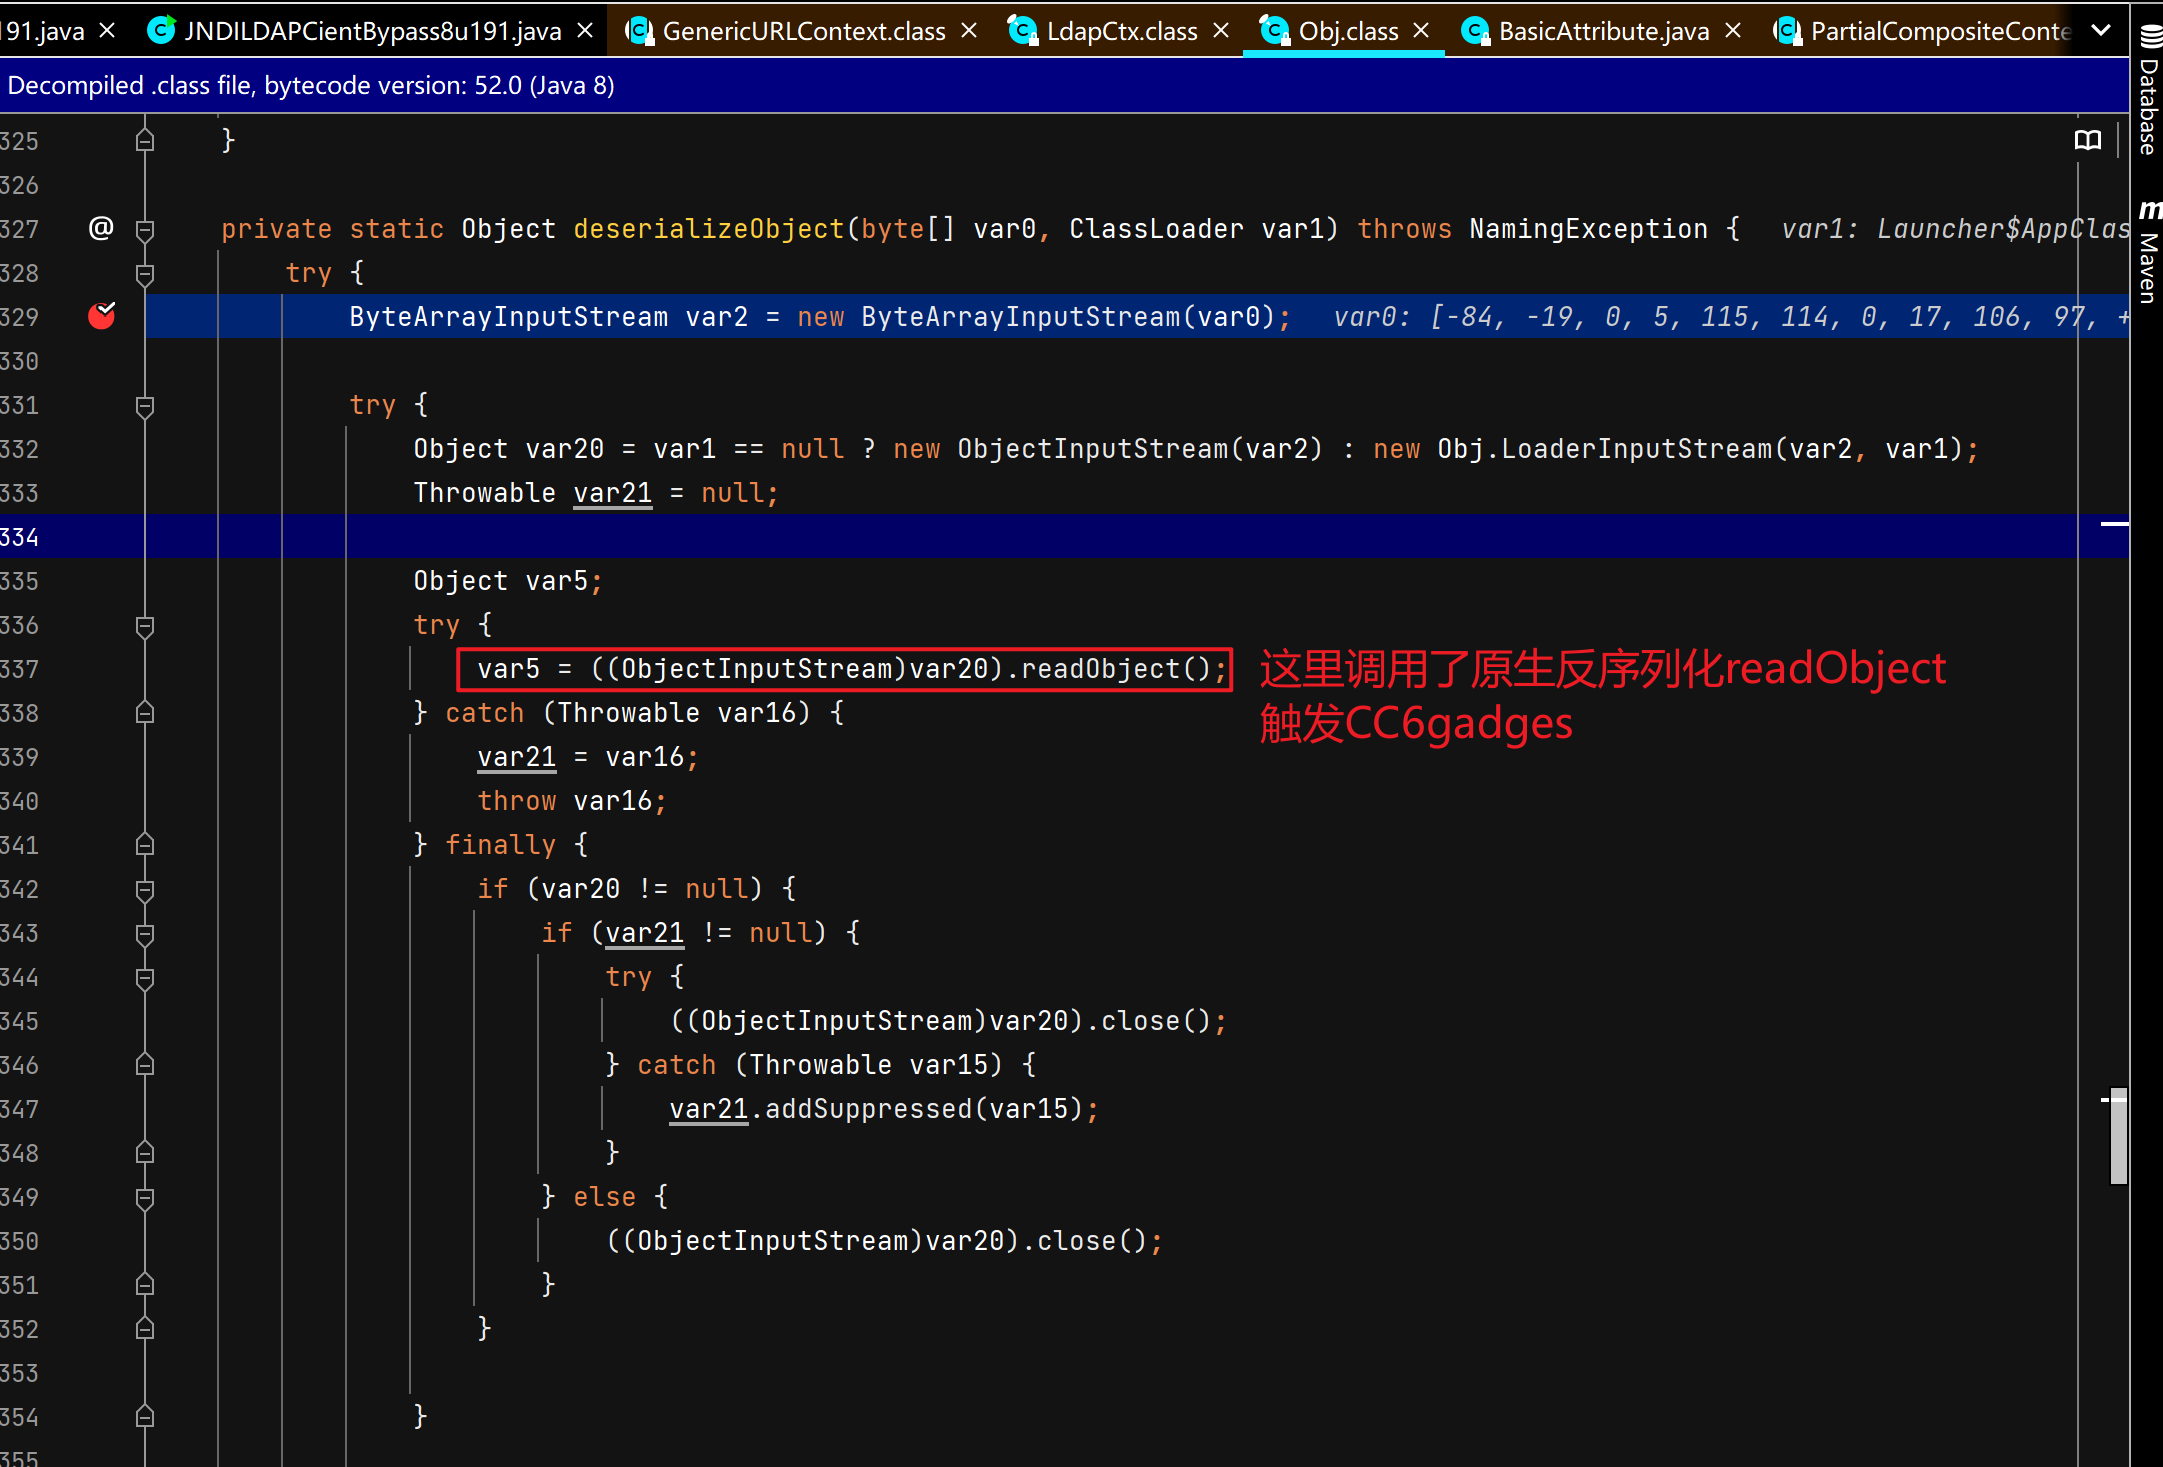 191.java JNDILDAPCientBypass8u191.java GenericURLContext.class LdapCtx.class Obj.class BasicAttribute.java PartialCompositeConte
Decompiled .class file, bytecode version: 52.0 (Java 8)
Database
Maven
325 }
326
327 @ private static Object deserializeObject(byte[] var0, ClassLoader var1) throws NamingException { var1: Launcher$AppClas
328 try {
329 ByteArrayInputStream var2 = new ByteArrayInputStream(var0); var0: [-84, -19, 0, 5, 115, 114, 0, 17, 106, 97, +
330
331 try {
332 Object var20 = var1 == null ? new ObjectInputStream(var2) : new Obj.LoaderInputStream(var2, var1);
333 Throwable var21 = null;
334
335 Object var5;
336 try {
337 var5 = ((ObjectInputStream)var20).readObject(); 这里调用了原生反序列化readObject
触发CC6gadges
338 } catch (Throwable var16) {
339 var21 = var16;
340 throw var16;
341 } finally {
342 if (var20 != null) {
343 if (var21 != null) {
344 try {
345 ((ObjectInputStream)var20).close();
346 } catch (Throwable var15) {
347 var21.addSuppressed(var15);
348 }
349 } else {
350 ((ObjectInputStream)var20).close();
351 }
352 }
353
354 }
355